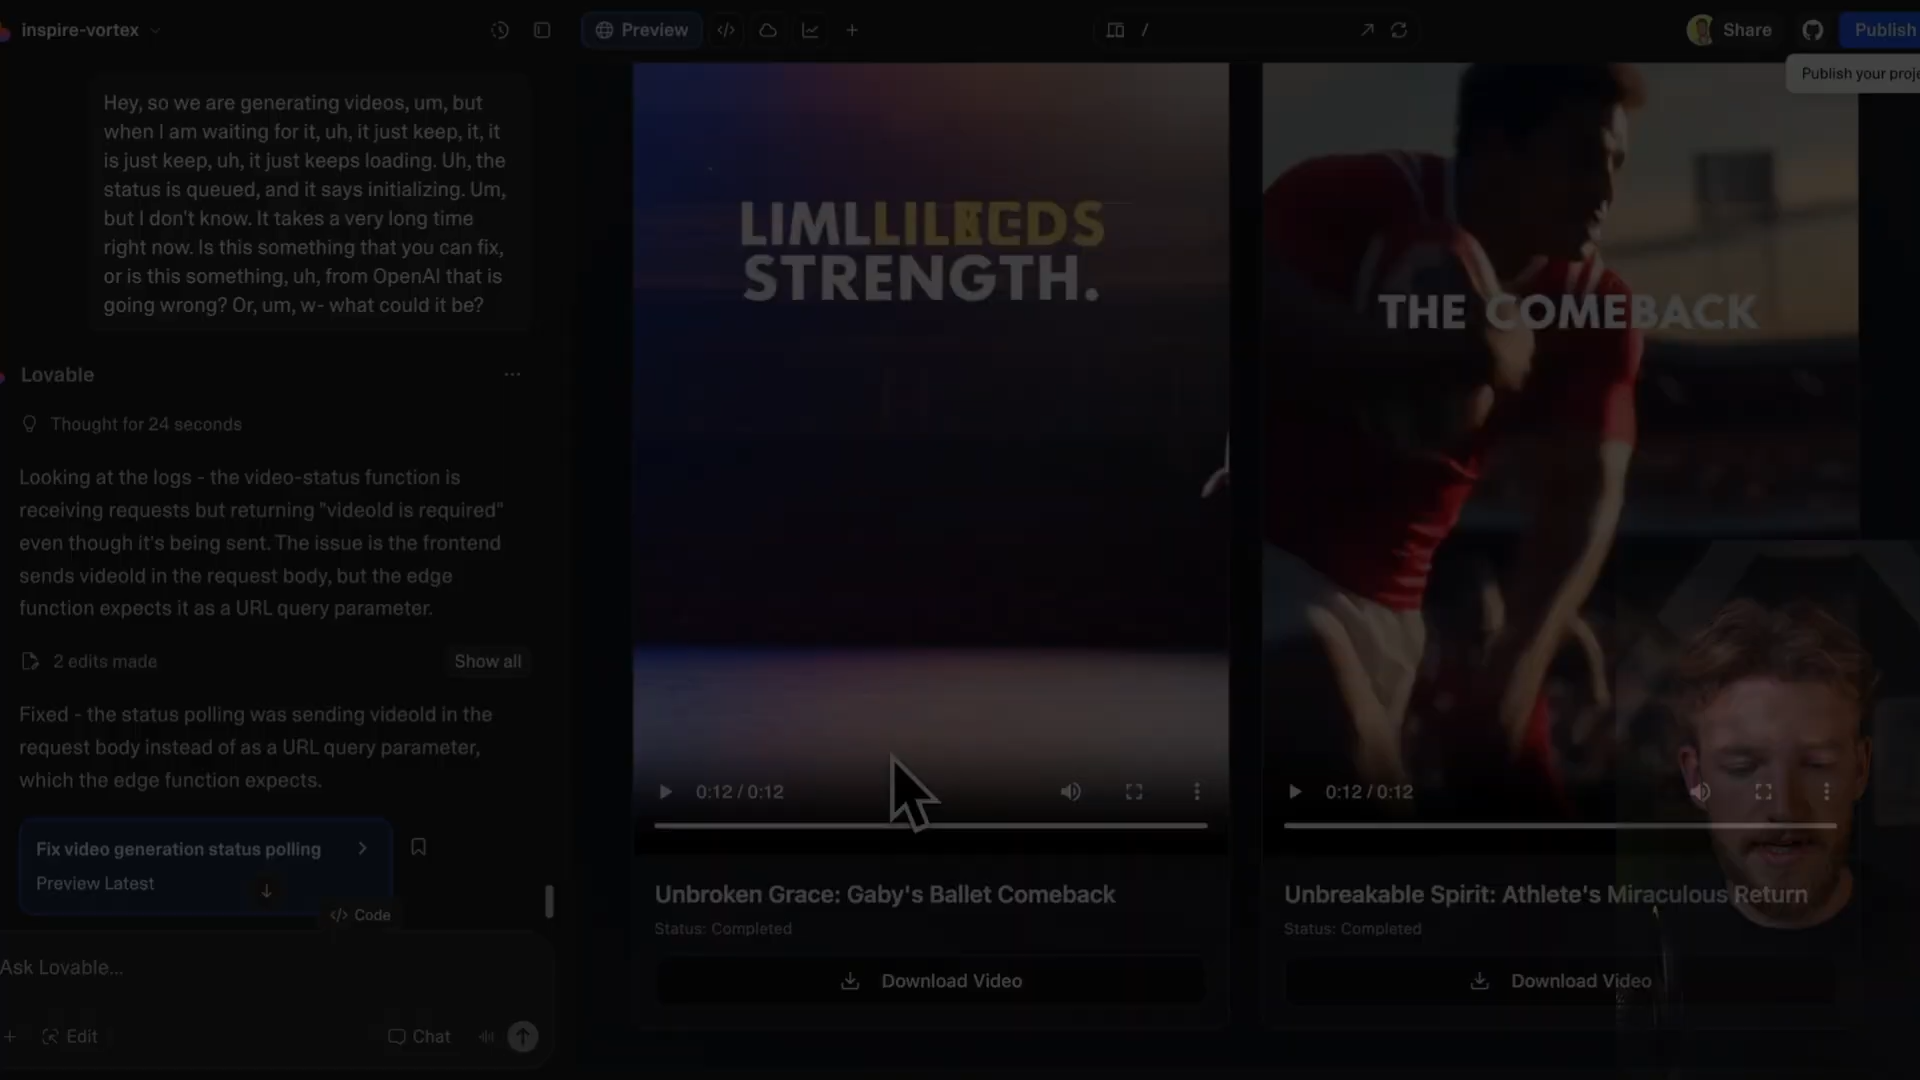 inspire-vortex
Preview
/
Share
Publish
Publish your proje
Hey, so we are generating videos, um, but
when I am waiting for it, uh, it just keep, it, it
is just keep, uh, it just keeps loading. Uh, the
status is queued, and it says initializing. Um,
but I don't know. It takes a very long time
right now. Is this something that you can fix,
or is this something, uh, from OpenAI that is
going wrong? Or, um, w- what could it be?
Lovable
Thought for 24 seconds
Looking at the logs - the video-status function is
receiving requests but returning "videoId is required"
even though it's being sent. The issue is the frontend
sends videoId in the request body, but the edge
function expects it as a URL query parameter.
2 edits made
Show all
Fixed - the status polling was sending videoId in the
request body instead of as a URL query parameter,
which the edge function expects.
Fix video generation status polling
Preview Latest
Code
Ask Lovable...
Edit
Chat
STRENGTH.
0:12 / 0:12
Unbroken Grace: Gaby's Ballet Comeback
Status: Completed
Download Video
THE COMEBACK
0:12 / 0:12
Unbreakable Spirit: Athlete's Miraculous Return
Status: Completed
Download Video